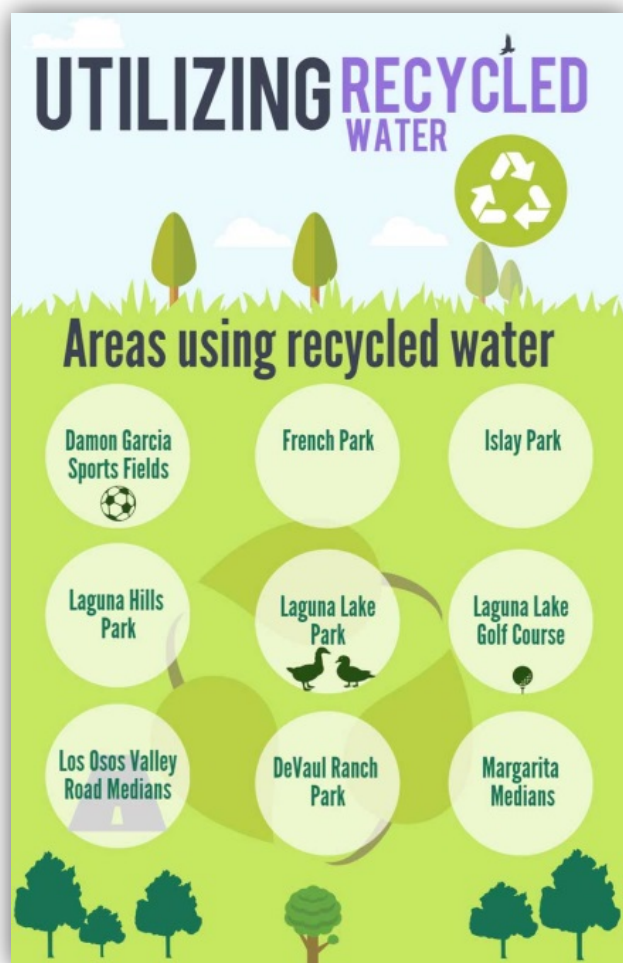 UTILIZING RECYCLED
WATER
Areas using recycled water
Damon Garcia
Sports Fields
French Park
Islay Park
Laguna Hills
Park
Laguna Lake
Park
Laguna Lake
Golf Course
Los Osos Valley
Road Medians
DeVaul Ranch
Park
Margarita
Medians